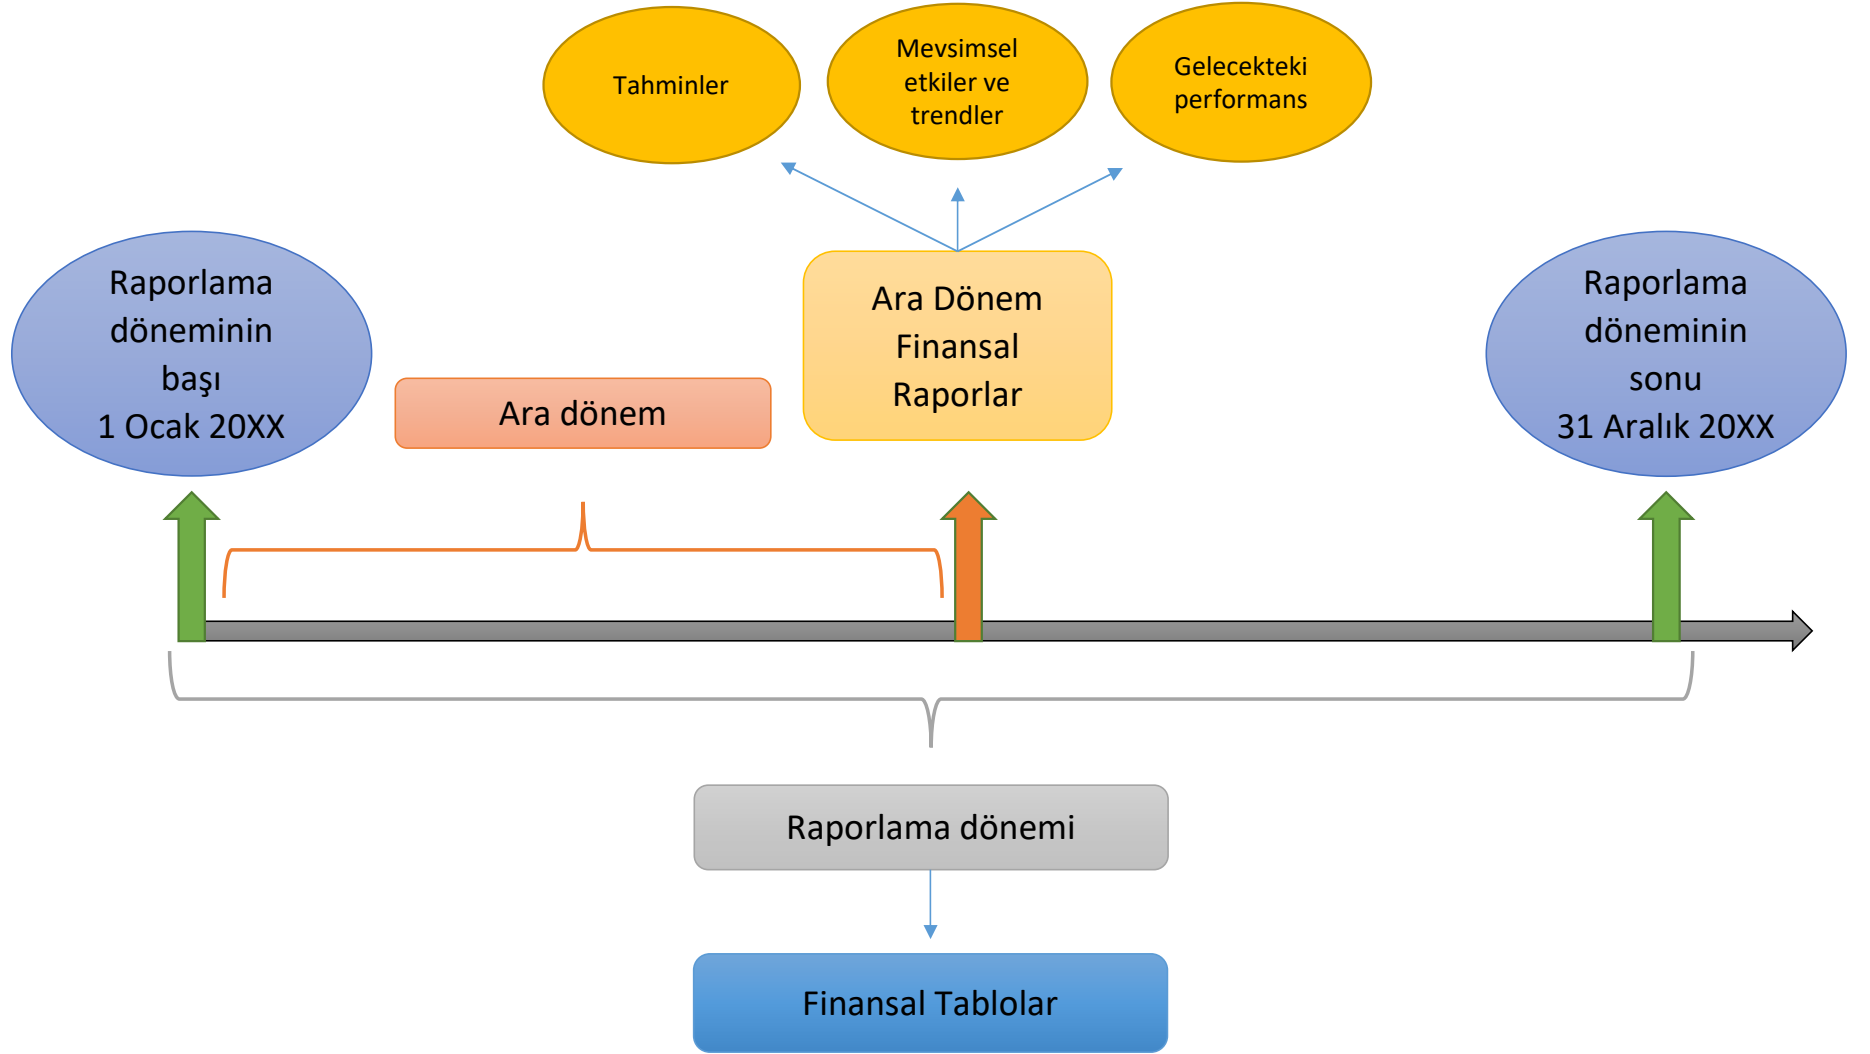 Tahminler
Mevsimsel
etkiler ve
trendler
Gelecekteki
performans
Raporlama
döneminin
başı
1 Ocak 20XX
Ara dönem
Ara Dönem
Finansal
Raporlar
Raporlama
döneminin
sonu
31 Aralık 20XX
Raporlama dönemi
Finansal Tablolar